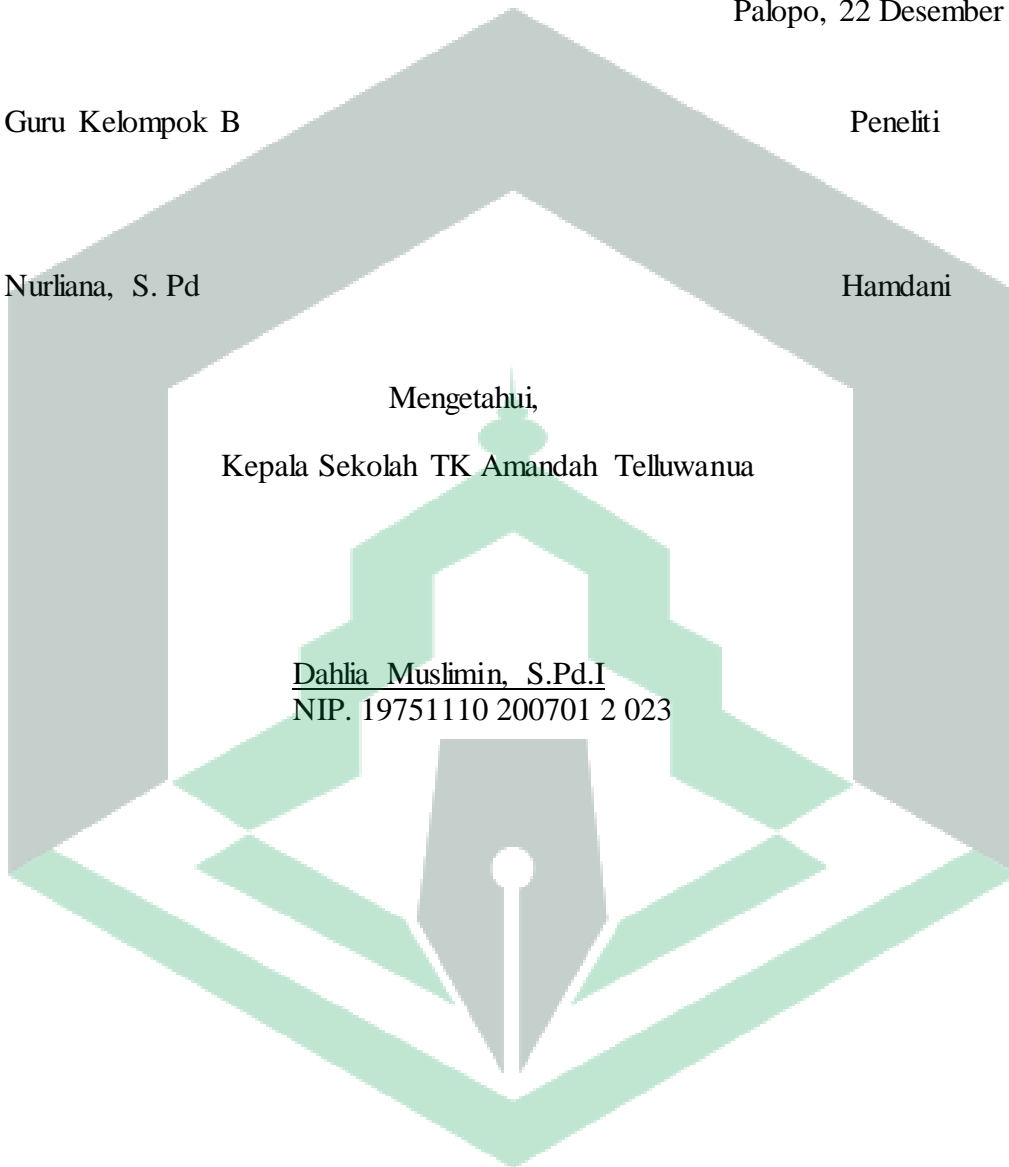 Palopo, 22 Desember
Guru Kelompok B
Peneliti
Nurliana, S. Pd
Hamdani
Mengetahui,
Kepala Sekolah TK Amandah Telluwanua
Dahlia Muslimin, S.Pd.I
NIP. 19751110 200701 2 023